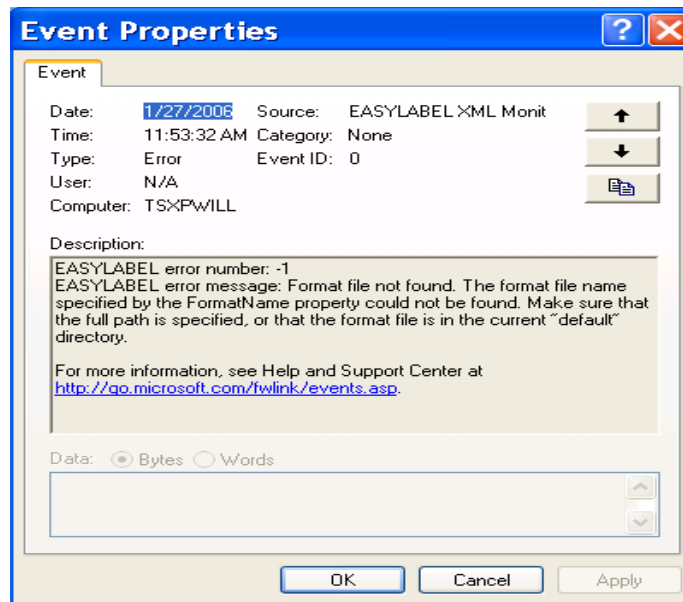 Event Properties
Event
Date: 1/27/2006 Source: EASYLABEL XML Monit
Time: 11:53:32 AM Category: None
Type: Error Event ID: 0
User: N/A
Computer: TSXPWILL
Description:
EASYLABEL error number: -1
EASYLABEL error message: Format file not found. The format file name
specified by the FormatName property could not be found. Make sure that
the full path is specified, or that the format file is in the current "default"
directory.
For more information, see Help and Support Center at
http://go.microsoft.com/fwlink/events.asp.
Data: Bytes Words
OK Cancel Apply